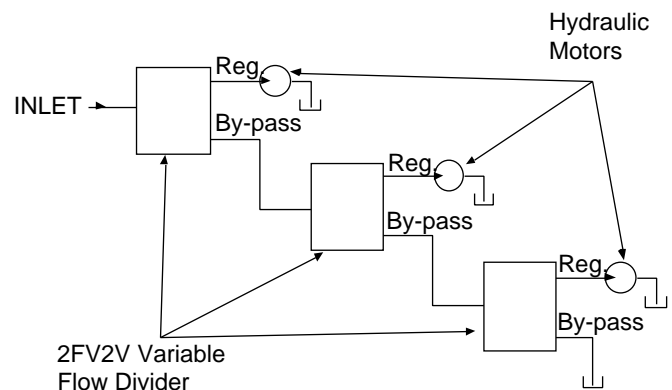 Hydraulic
Motors
Reg.
INLET
By-pass
Reg.
By-pass
Reg.
By-pass
2FV2V Variable
Flow Divider